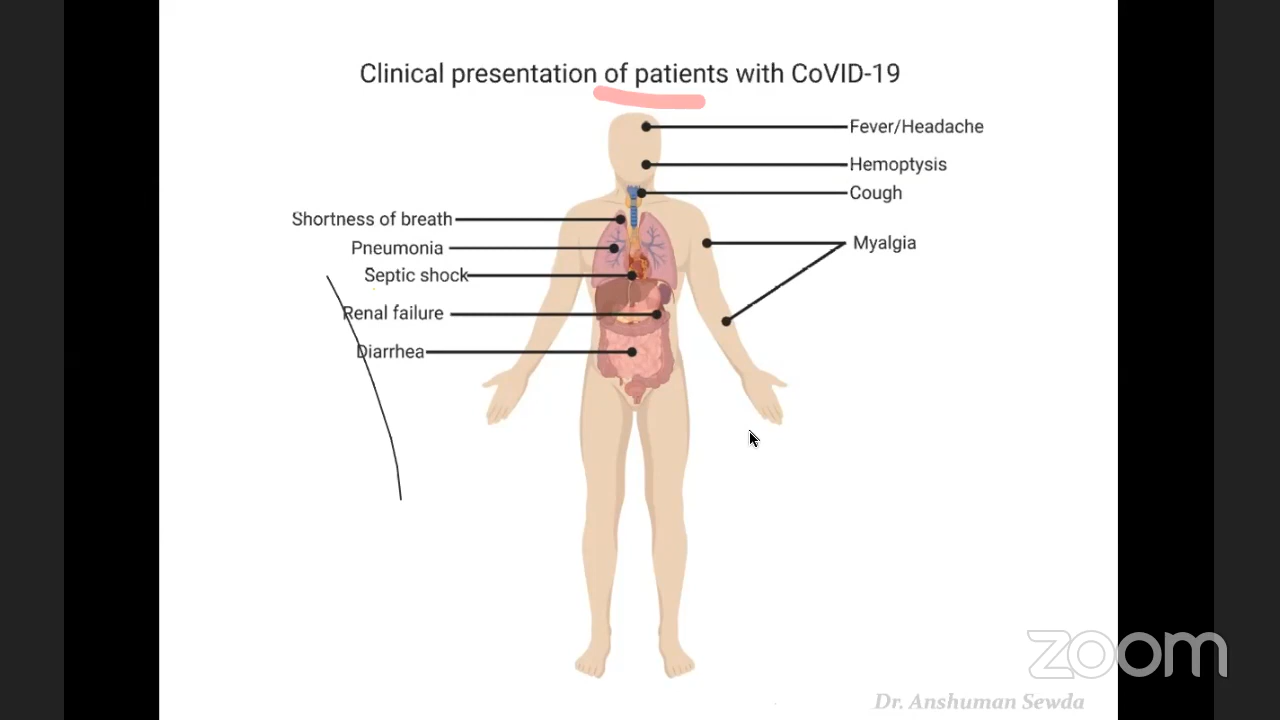 Clinical presentation of patients with CoVID-19
Fever/Headache
Hemoptysis
Cough
Shortness of breath
Myalgia
Pneumonia
Septic shock
Renal failure
Diarrhea
zoom
Dr. Anshuman Sewda